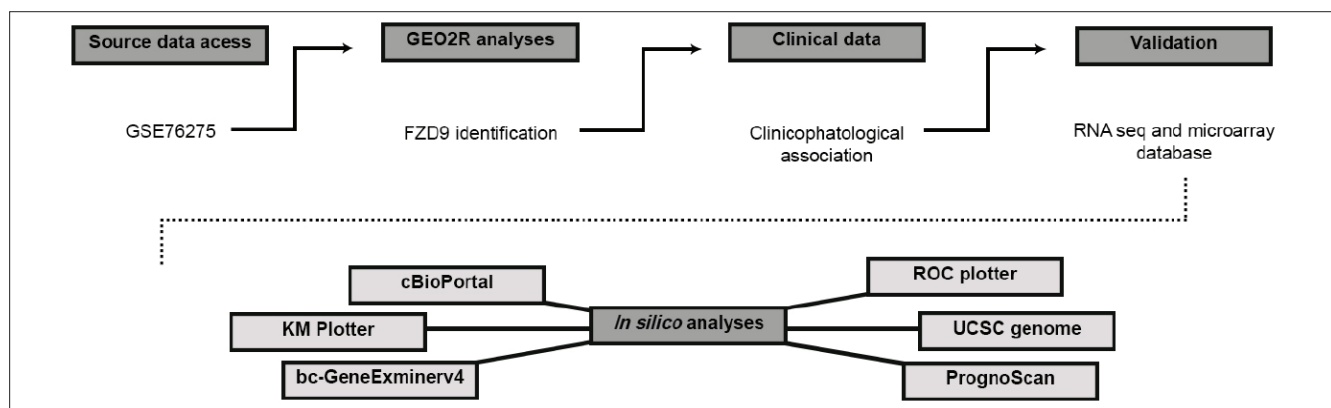 Source data acess
GEO2R analyses
Clinical data
Validation
GSE76275
FZD9 identification
Clinicophatological
association
RNA seq and microarray
database
cBioPortal
ROC plotter
KM Plotter
In silico analyses
UCSC genome
bc-GeneExminerv4
PrognoScan